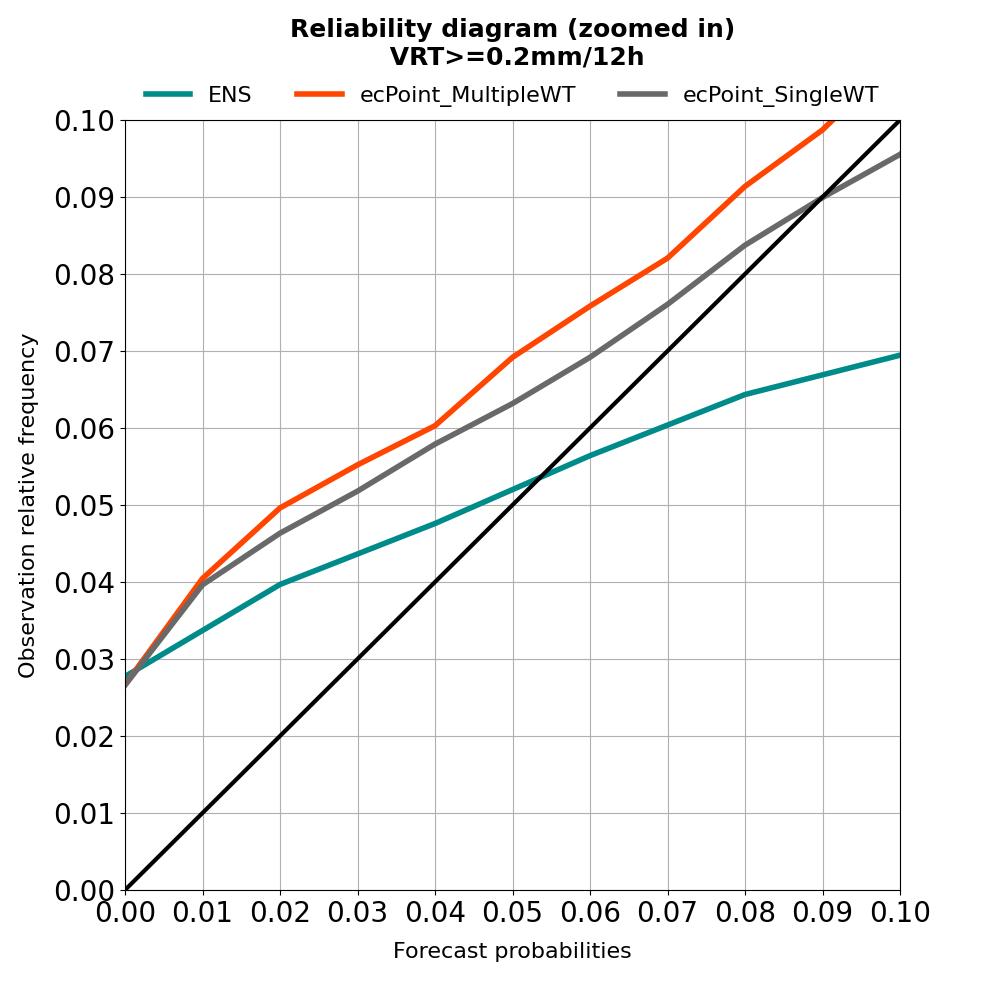 Reliability diagram (zoomed in)
VRT>=0.2mm/12h
ENS ecPoint_MultipleWT ecPoint_SingleWT
0.10
0.09
0.08
0.07
0.06
0.05
0.04
0.03
0.02
0.01
0.00
Observation relative frequency
0.00 0.01 0.02 0.03 0.04 0.05 0.06 0.07 0.08 0.09 0.10
Forecast probabilities